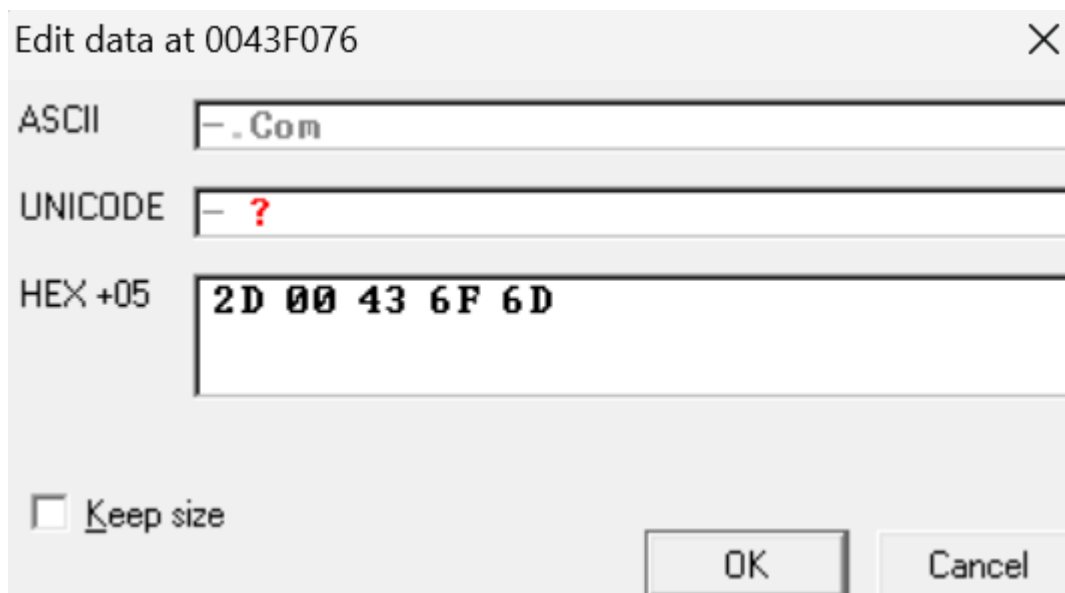 Edit data at 0043F076
ASCII -.Com
UNICODE - ?
HEX +05 2D 00 43 6F 6D
Keep size
OK Cancel